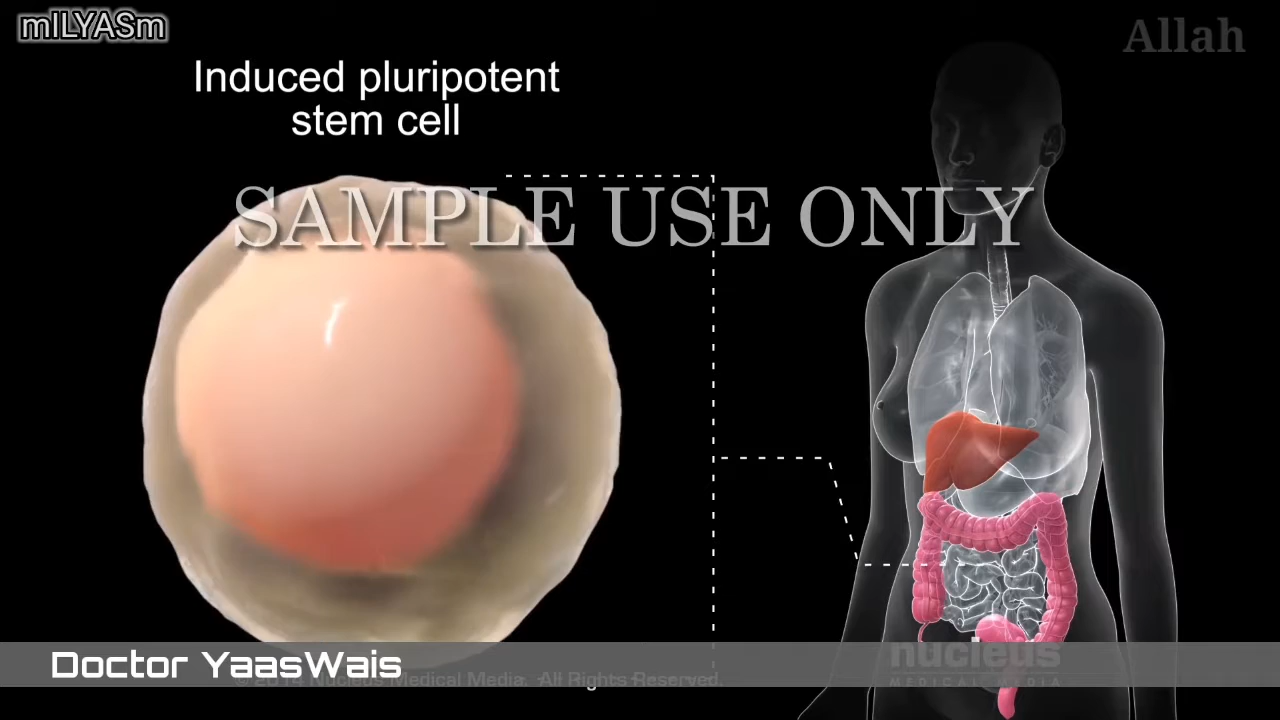 mILYASm
Allah
Induced pluripotent
stem cell
SAMPLE USE ONLY
nucleus
MEDICAL MEDIA
Doctor YaasWais
© 2014 Nucleus Medical Media. All Rights Reserved.